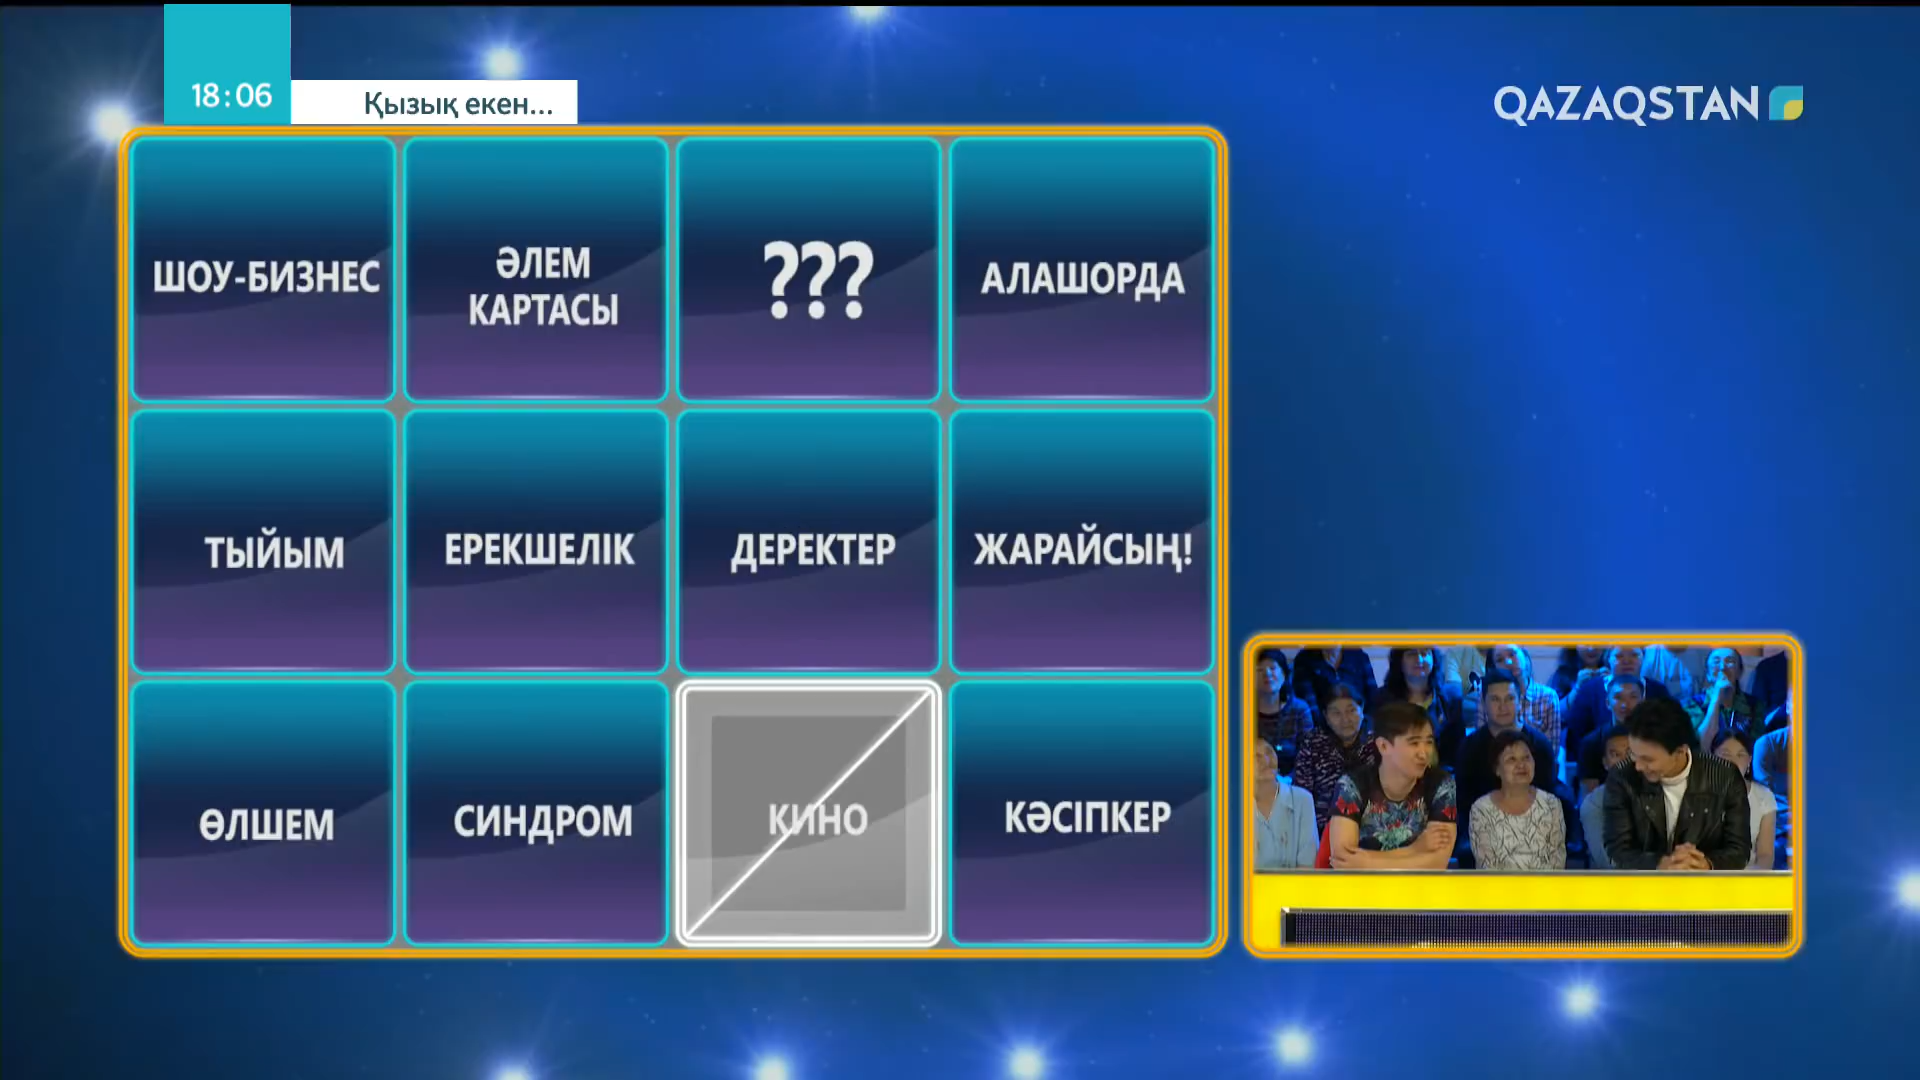 18:06
Қызық екен...
QAZAQSTAN
ШОУ-БИЗНЕС
ӘЛЕМ
КАРТАСЫ
???
АЛАШОРДА
ТЫЙЫМ
ЕРЕКШЕЛІК
ДЕРЕКТЕР
ЖАРАЙСЫҢ!
ӨЛШЕМ
СИНДРОМ
КИНО
КӘСІПКЕР